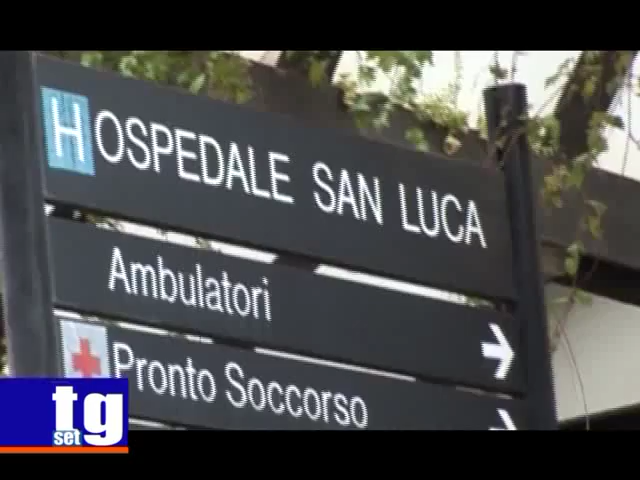 HOSPEDALE SAN LUCA
Ambulatori
Pronto Soccorso
tg
set